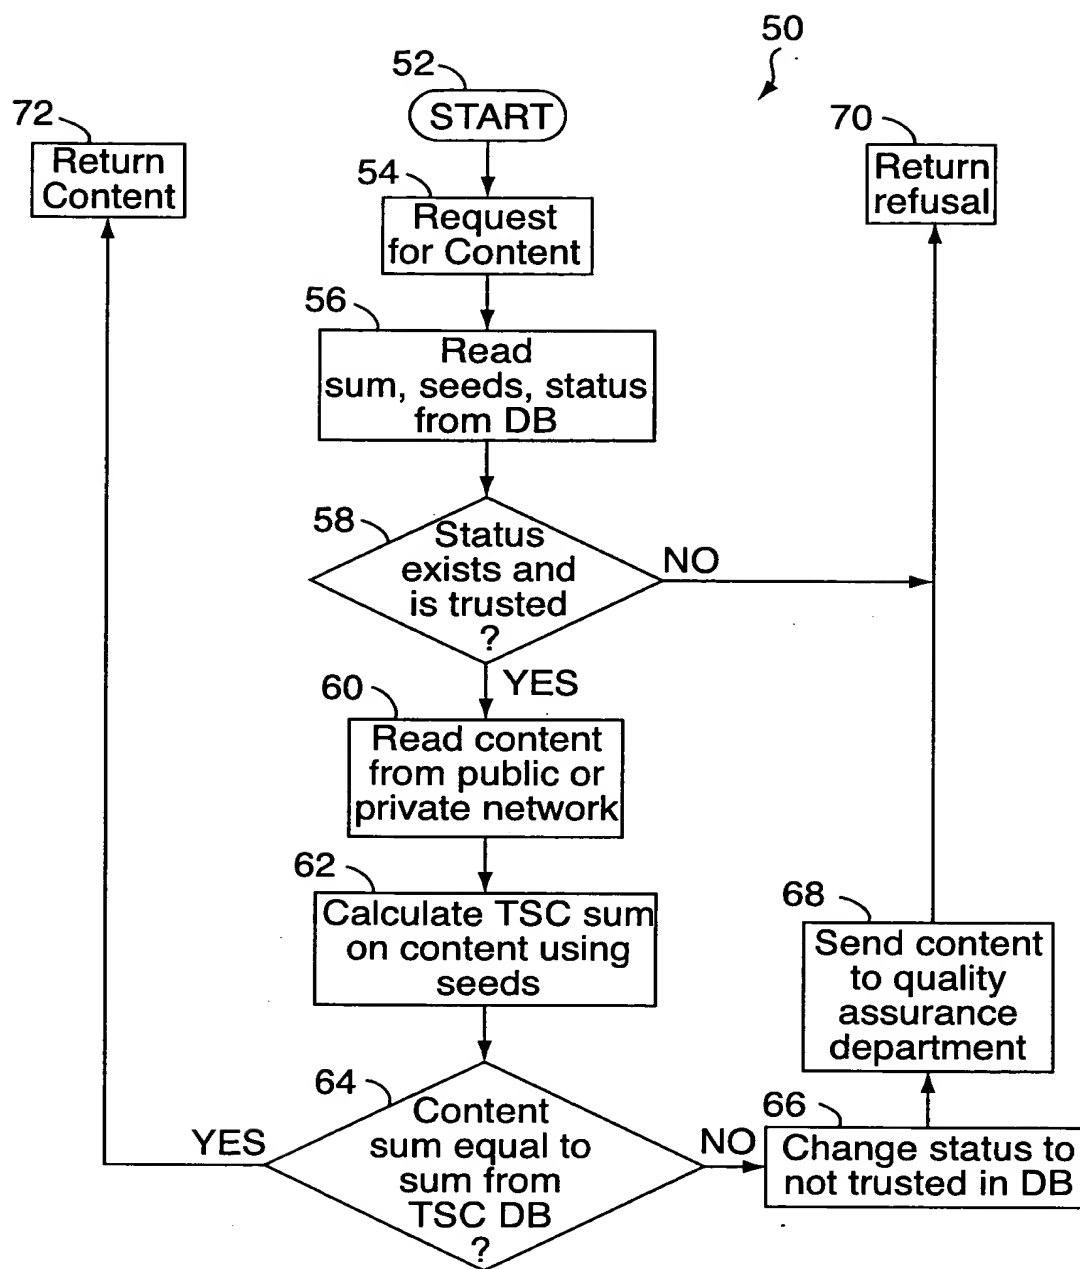 50
52
START
72
Return
Content
70
Return
refusal
54
Request
for Content
56
Read
sum, seeds, status
from DB
58
Status
exists and
is trusted
?
NO
YES
60
Read content
from public or
private network
62
Calculate TSC sum
on content using
seeds
68
Send content
to quality
assurance
department
64
Content
sum equal to
sum from
TSC DB
?
YES
NO
66
Change status to
not trusted in DB